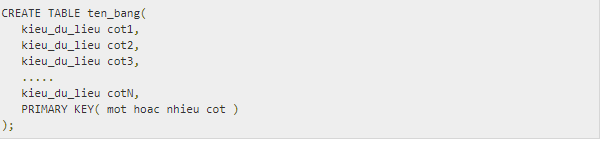 CREATE TABLE ten_bang(
kieu_du_lieu cot1,
kieu_du_lieu cot2,
kieu_du_lieu cot3,
.....
kieu_du_lieu cotN,
PRIMARY KEY( mot hoac nhieu cot )
);